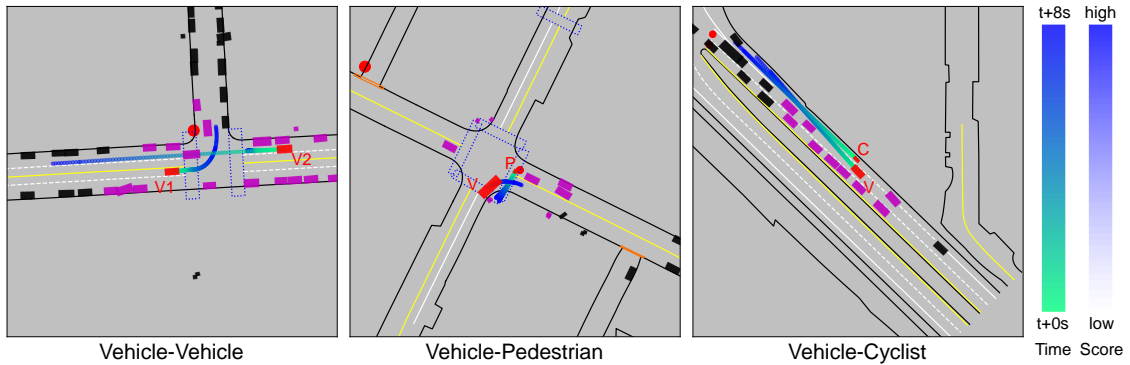 V1
V2
P
V
C
V
t+8s
high
t+0s
low
Time
Score
Vehicle-Vehicle
Vehicle-Pedestrian
Vehicle-Cyclist